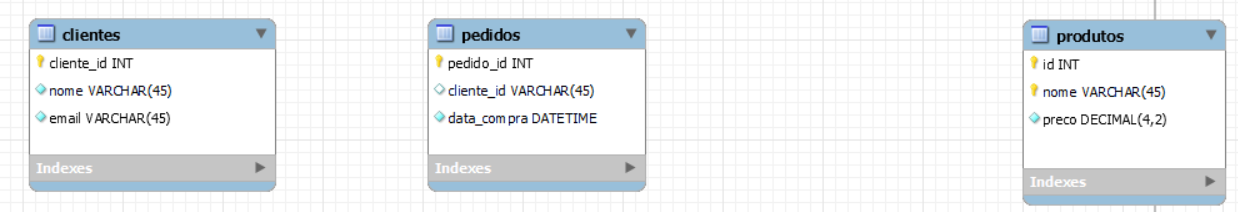 clientes
cliente_id INT
nome VARCHAR(45)
email VARCHAR(45)
Indexes
pedidos
pedido_id INT
cliente_id VARCHAR(45)
data_compra DATETIME
Indexes
produtos
id INT
nome VARCHAR(45)
preco DECIMAL(4,2)
Indexes